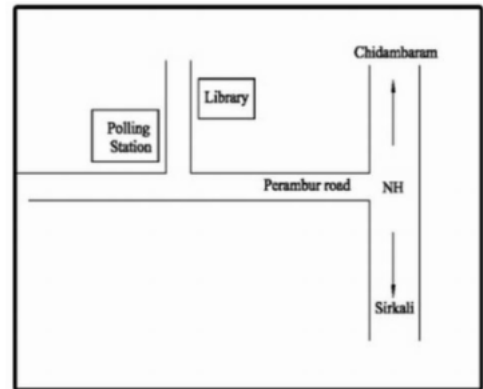 Chidambaram
Library
Polling
Station
Perambur road
NH
Sirkali